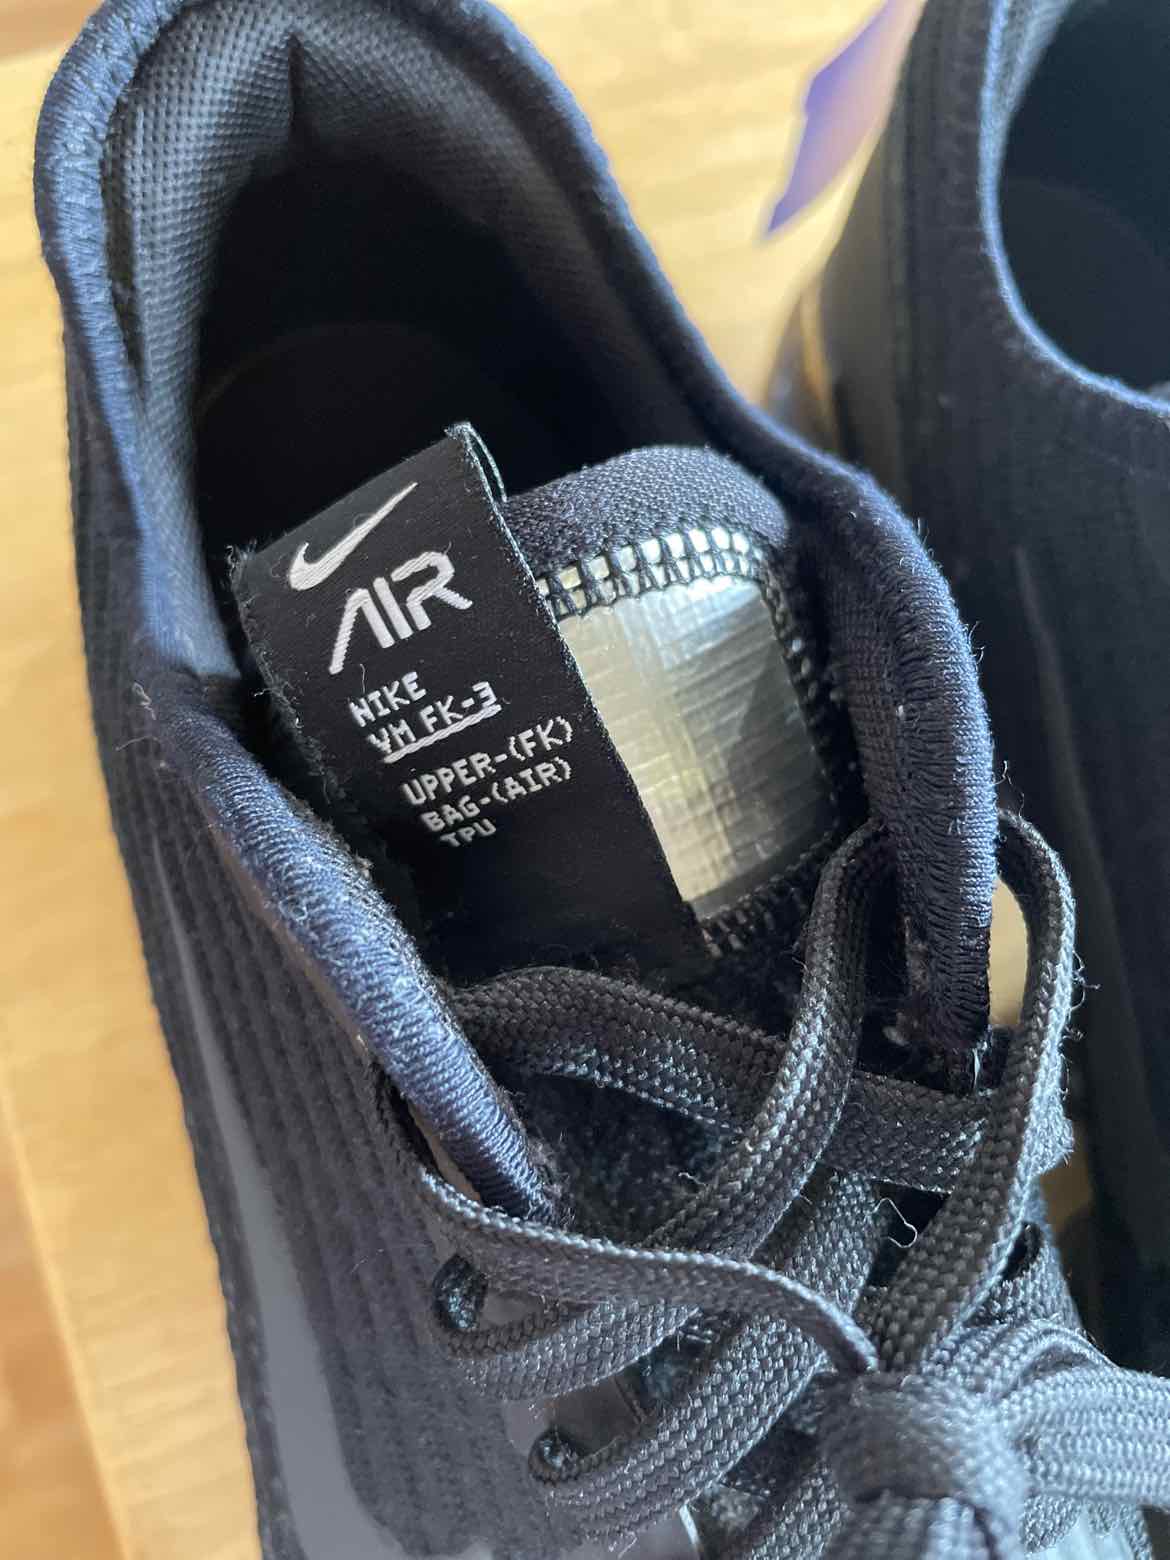 AIR
NIKE
VM FK-3
UPPER-(FK)
BAG-(AIR)
TPU